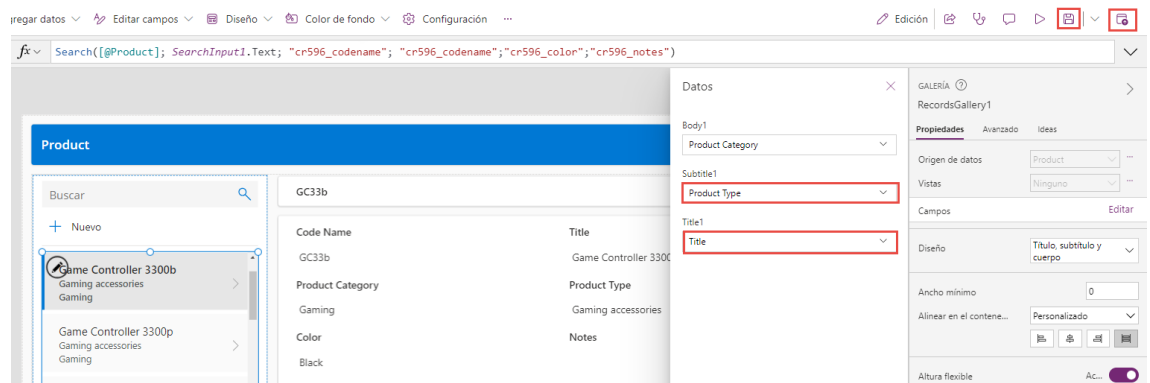 regar datos Editar campos Diseño Color de fondo Configuración ... Edición
fx Search([@Product]; SearchInput1.Text; "cr596_codename"; "cr596_codename";"cr596_color";"cr596_notes")
Product
Buscar
Nuevo
Game Controller 3300b
Gaming accessories
Gaming
Game Controller 3300p
Gaming accessories
Gaming
GC33b
Code Name Title
GC33b Game Controller 3300
Product Category Product Type
Gaming Gaming accessories
Color Notes
Black
Datos
Body1
Product Category
Subtitle1
Product Type
Title1
Title
GALERÍA
RecordsGallery1
Propiedades Avanzado Ideas
Origen de datos Product ...
Vistas Ninguno ...
Campos Editar
Diseño Título, subtítulo y
cuerpo
Ancho mínimo 0
Alinear en el contene... Personalizado
Altura flexible Ac...